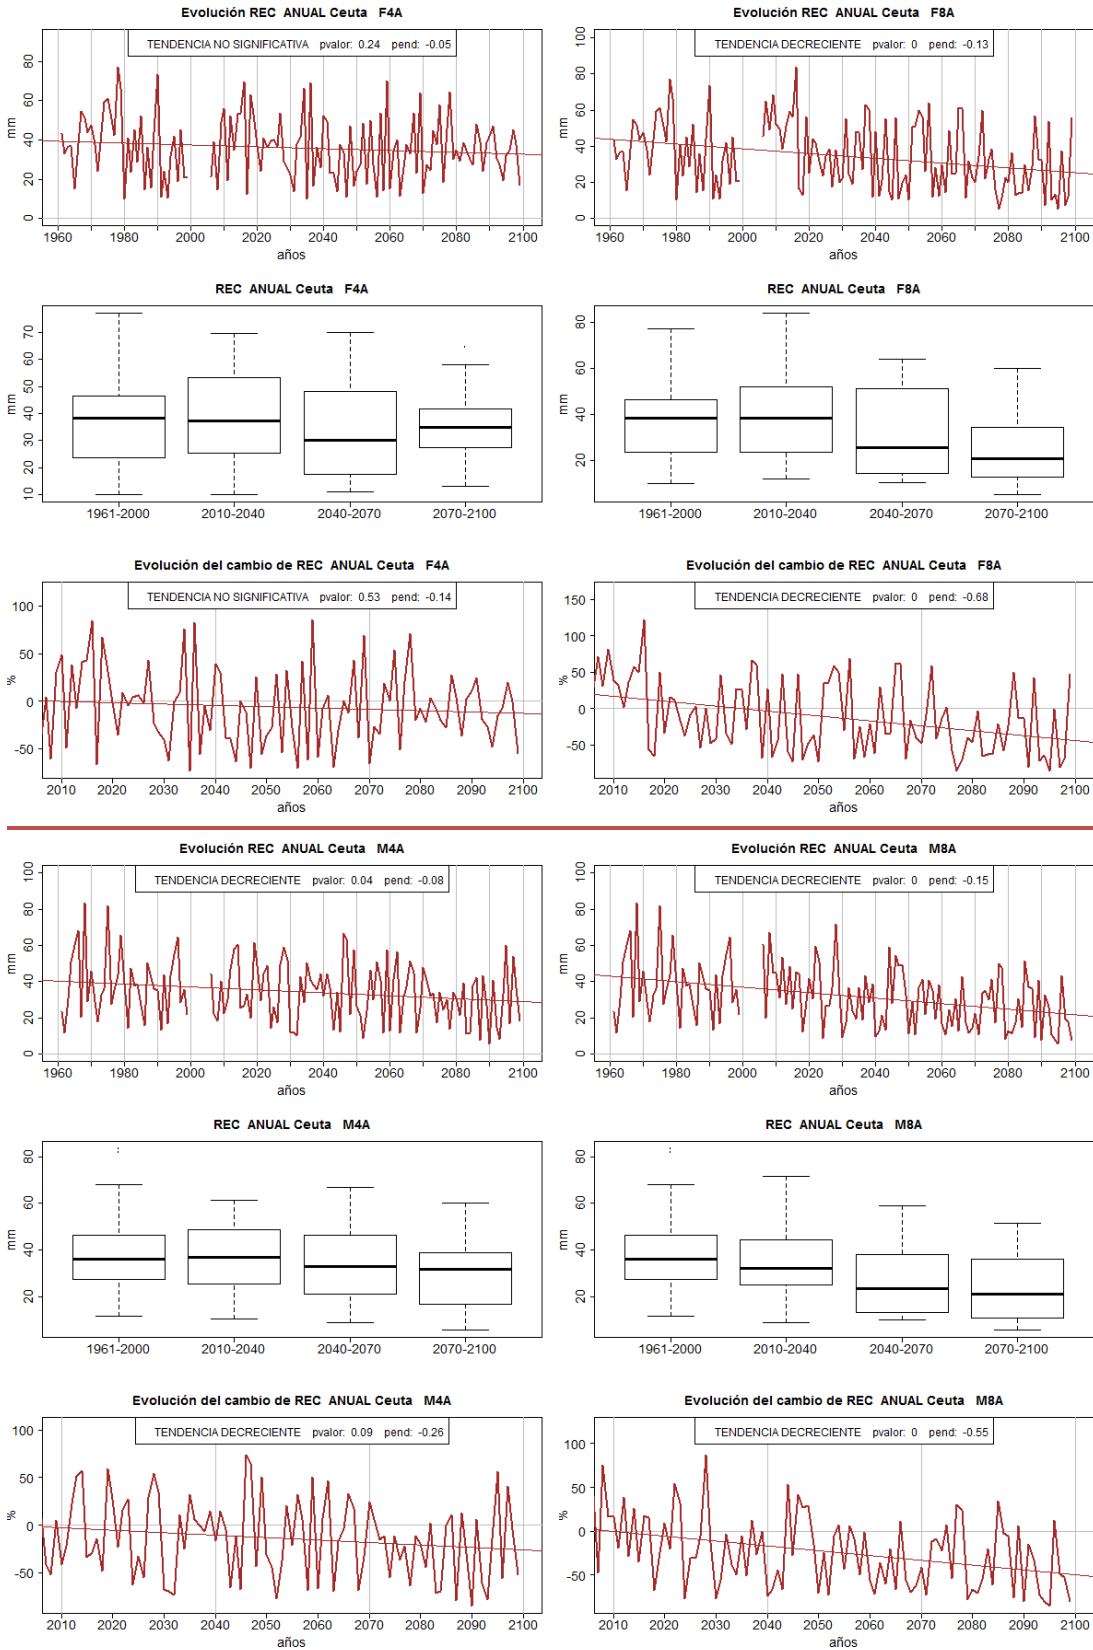 Evolución REC ANUAL Ceuta F4A
TENDENCIA NO SIGNIFICATIVA pvalor: 0.24 pend: -0.05
mm
0 20 40 60 80
1960 1980 2000 2020 2040 2060 2080 2100
años
Evolución REC ANUAL Ceuta F8A
TENDENCIA DECRECIENTE pvalor: 0 pend: -0.13
mm
0 20 40 60 80 100
1960 1980 2000 2020 2040 2060 2080 2100
años
REC ANUAL Ceuta F4A
mm
10 20 30 40 50 60 70
1961-2000 2010-2040 2040-2070 2070-2100
REC ANUAL Ceuta F8A
mm
20 40 60 80
1961-2000 2010-2040 2040-2070 2070-2100
Evolución del cambio de REC ANUAL Ceuta F4A
TENDENCIA NO SIGNIFICATIVA pvalor: 0.53 pend: -0.14
%
-50 0 50 100
2010 2020 2030 2040 2050 2060 2070 2080 2090 2100
años
Evolución del cambio de REC ANUAL Ceuta F8A
TENDENCIA DECRECIENTE pvalor: 0 pend: -0.68
%
-50 0 50 100 150
2010 2020 2030 2040 2050 2060 2070 2080 2090 2100
años
Evolución REC ANUAL Ceuta M4A
TENDENCIA DECRECIENTE pvalor: 0.04 pend: -0.08
mm
0 20 40 60 80 100
1960 1980 2000 2020 2040 2060 2080 2100
años
Evolución REC ANUAL Ceuta M8A
TENDENCIA DECRECIENTE pvalor: 0 pend: -0.15
mm
0 20 40 60 80 100
1960 1980 2000 2020 2040 2060 2080 2100
años
REC ANUAL Ceuta M4A
mm
20 40 60 80
1961-2000 2010-2040 2040-2070 2070-2100
REC ANUAL Ceuta M8A
mm
20 40 60 80
1961-2000 2010-2040 2040-2070 2070-2100
Evolución del cambio de REC ANUAL Ceuta M4A
TENDENCIA DECRECIENTE pvalor: 0.09 pend: -0.26
%
-50 0 50 100
2010 2020 2030 2040 2050 2060 2070 2080 2090 2100
años
Evolución del cambio de REC ANUAL Ceuta M8A
TENDENCIA DECRECIENTE pvalor: 0 pend: -0.55
%
-50 0 50 100
2010 2020 2030 2040 2050 2060 2070 2080 2090 2100
años